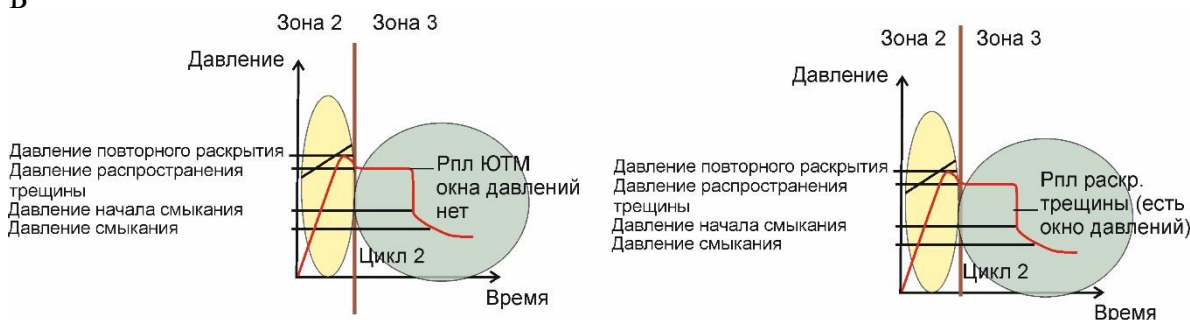 В
Зона 2 Зона 3
Давление
Давление повторного раскрытия
Давление распространения
трещины
Давление начала смыкания
Давление смыкания
Рпл ЮТМ
окна давлений
нет
Цикл 2
Время
Зона 2 Зона 3
Давление
Давление повторного раскрытия
Давление распространения
трещины
Давление начала смыкания
Давление смыкания
Рпл раскр.
трещины (есть
окно давлений)
Цикл 2
Время